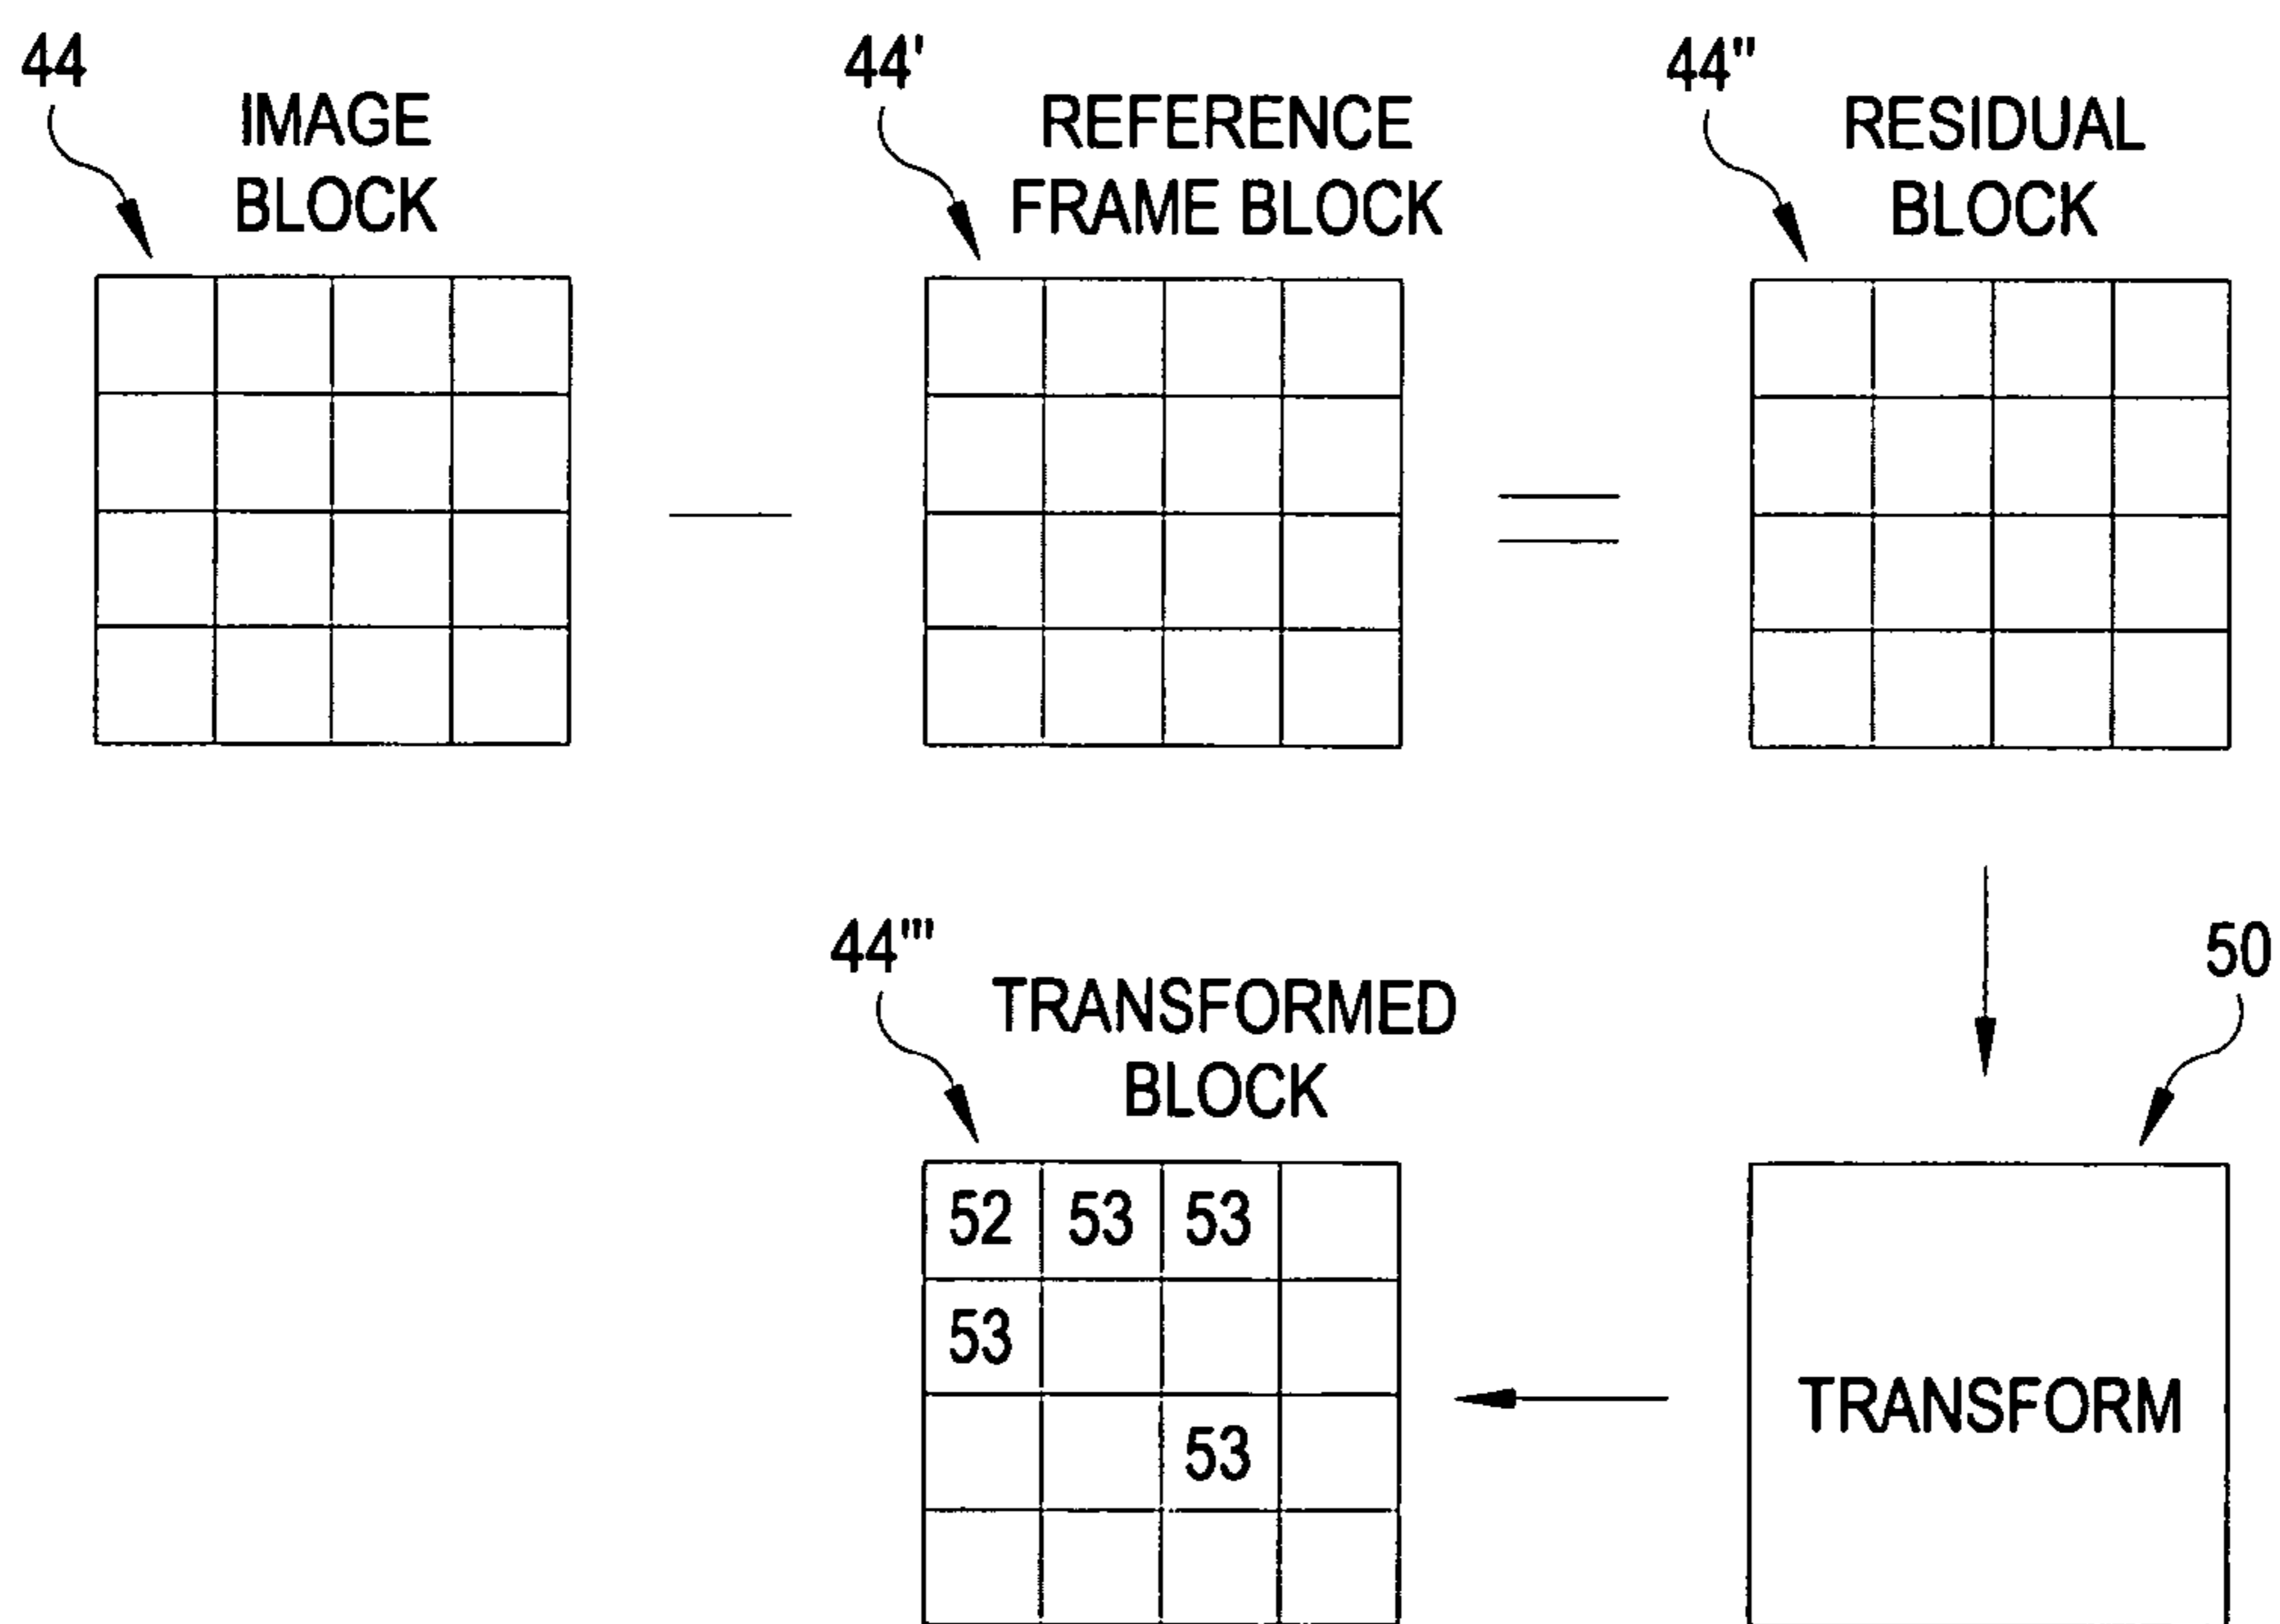 44
IMAGE
BLOCK
44'
REFERENCE
FRAME BLOCK
44"
RESIDUAL
BLOCK
44'"
TRANSFORMED
BLOCK
50
52 53 53
53
53
TRANSFORM